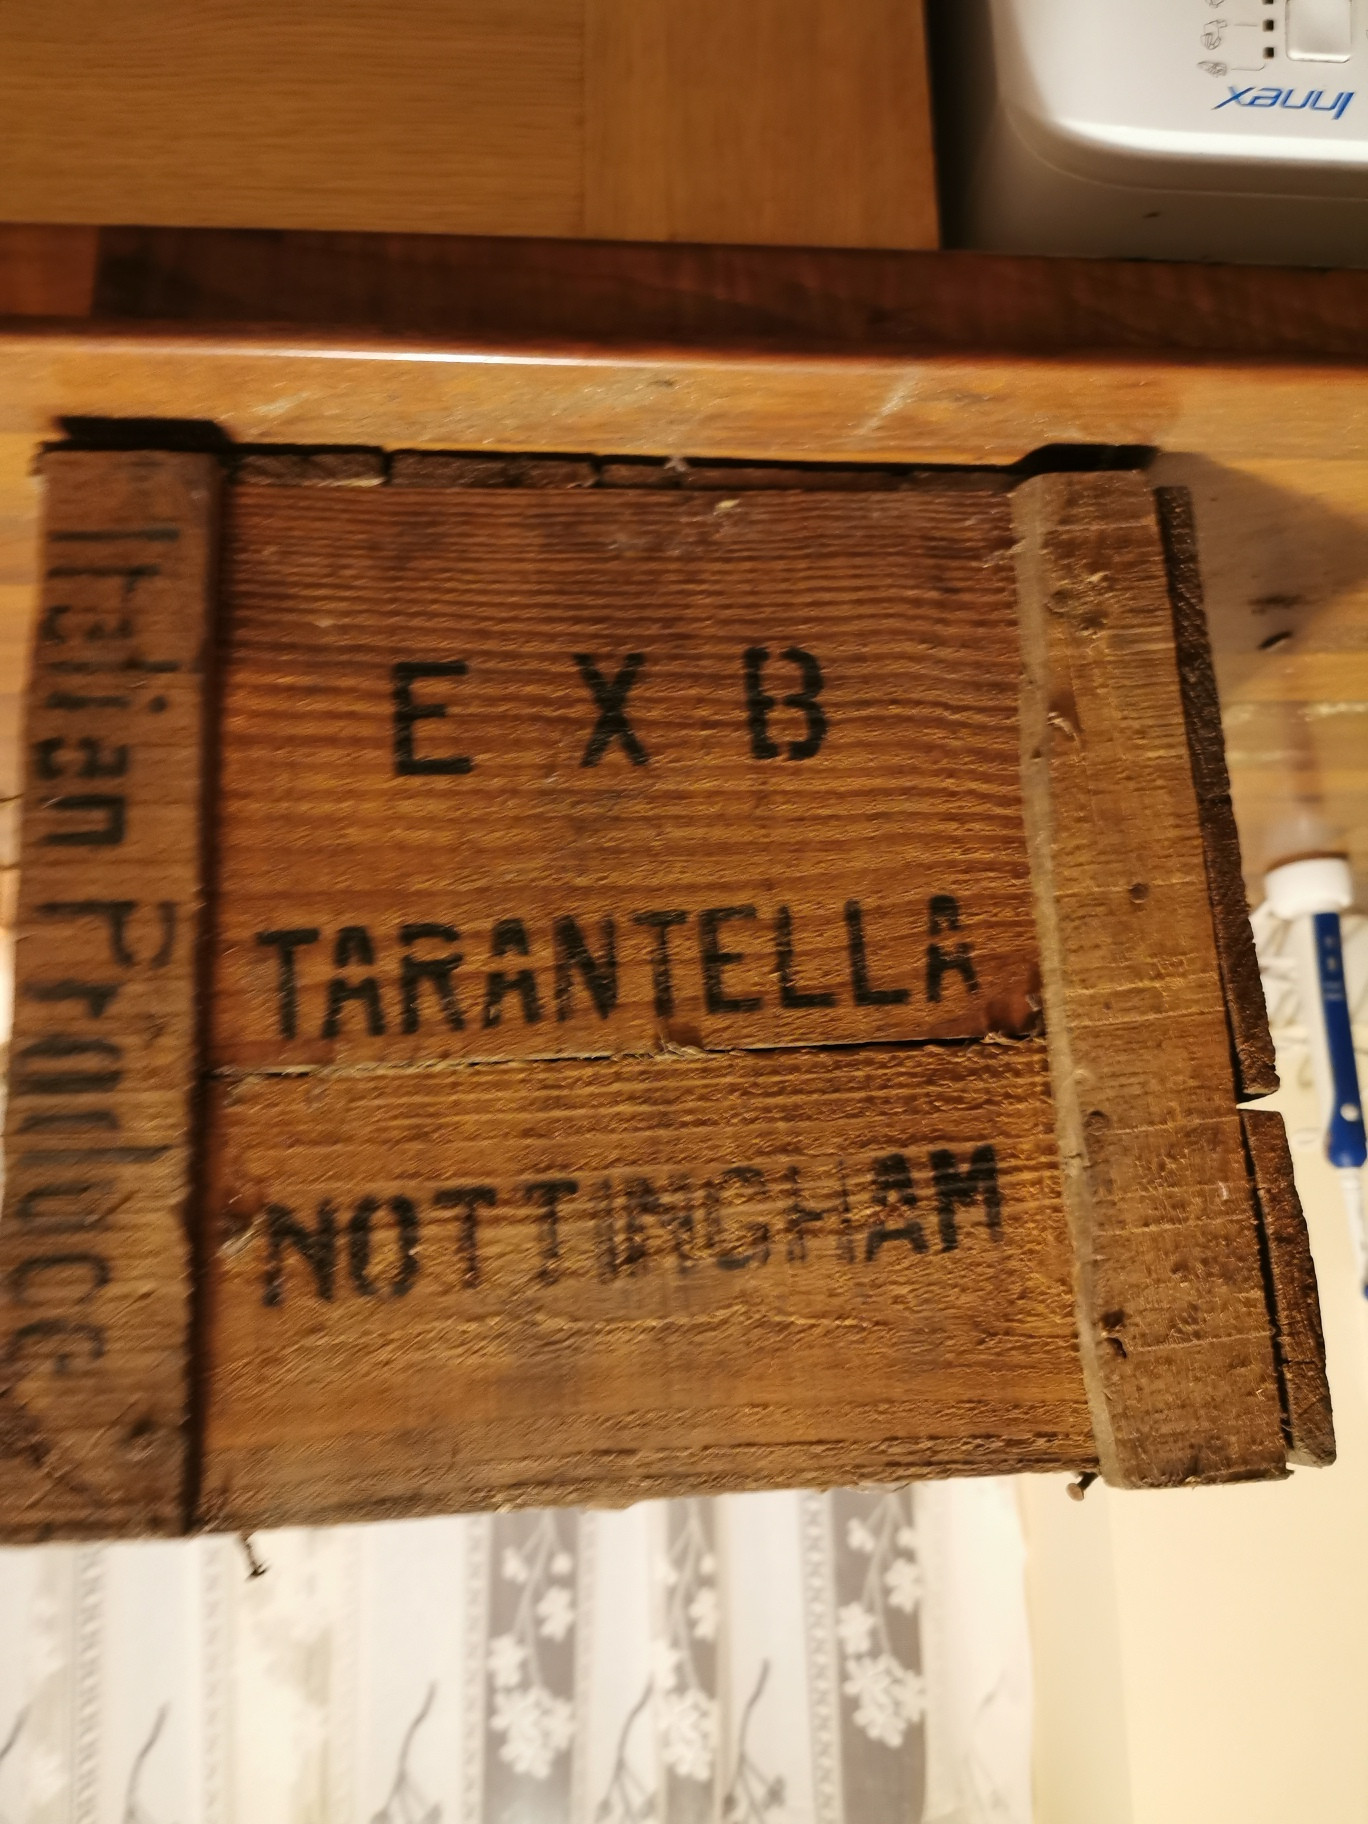 Innex
E X B
TARANTELLA
NOTTINGHAM
Italian Produce